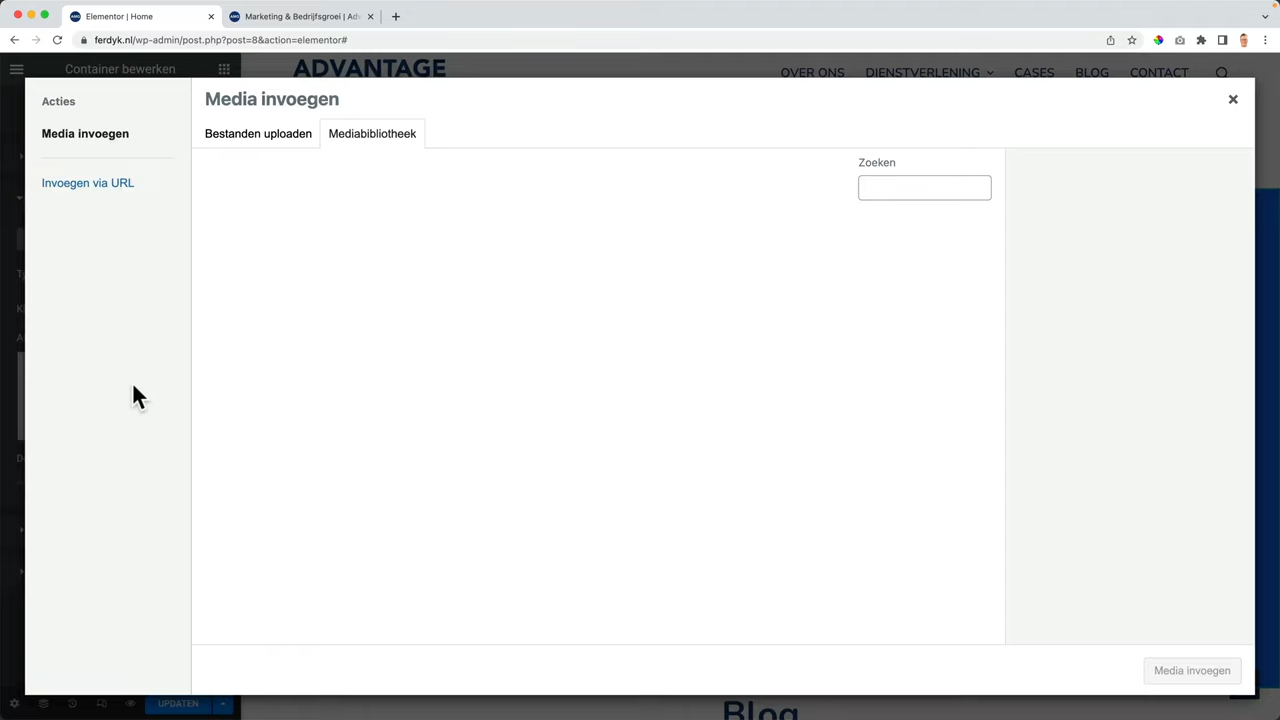 Elementor | Home
Marketing & Bedrijfsgroei | Adv
ferdyk.nl/wp-admin/post.php?post=8&action=elementor#
Container bewerken
ADVANTAGE
OVER ONS
DIENSTVERLENING
CASES
BLOG
CONTACT
Acties
Media invoegen
Invoegen via URL
Media invoegen
Bestanden uploaden
Mediabibliotheek
Zoeken
Media invoegen
UPDATEN
Blog